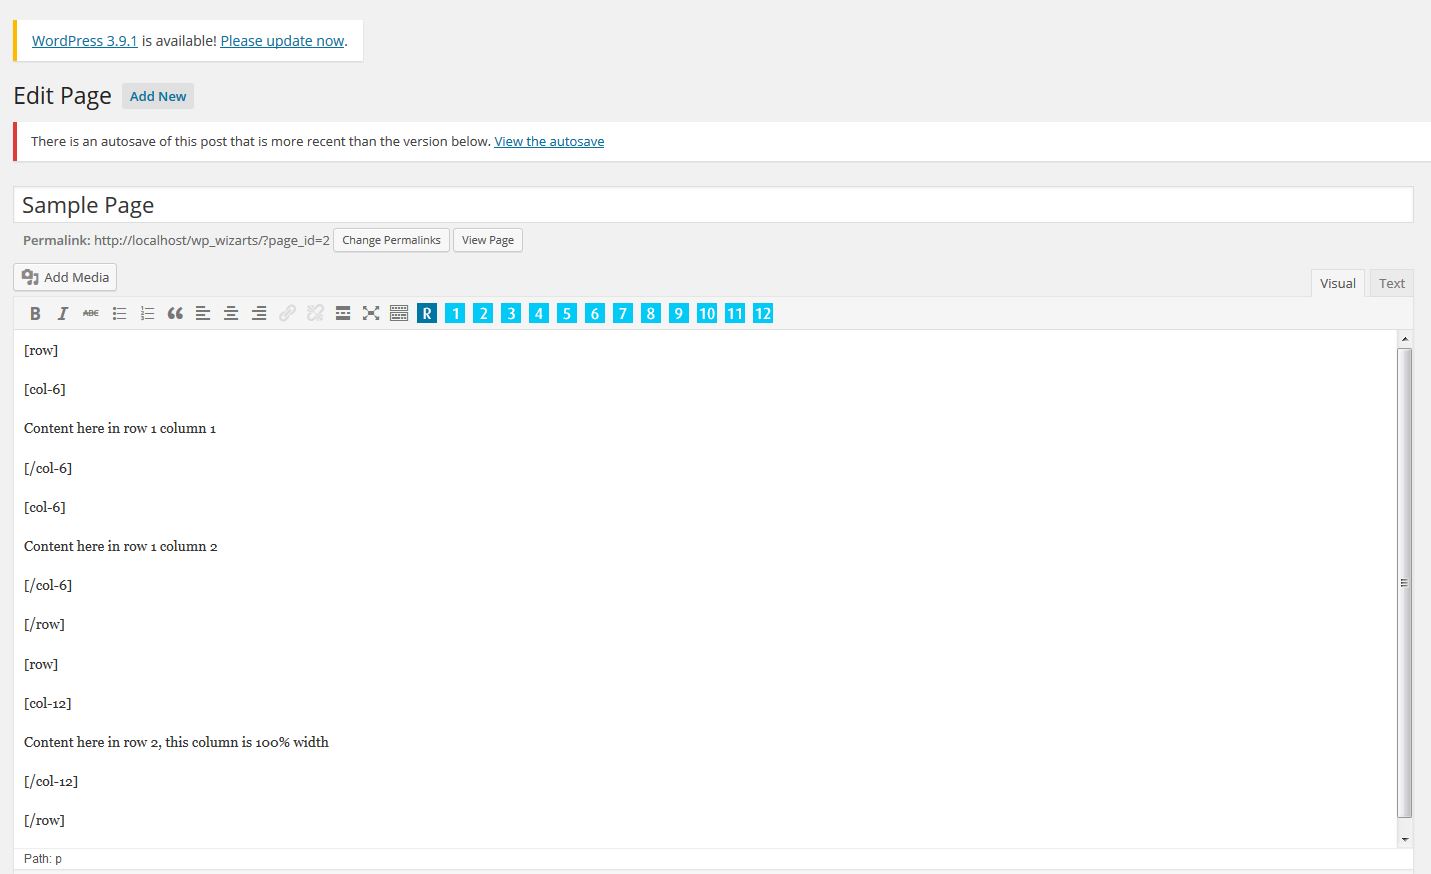 WordPress 3.9.1 is available! Please update now.
Edit Page Add New
There is an autosave of this post that is more recent than the version below. View the autosave
Sample Page
Permalink: http://localhost/wp_wizarts/?page_id=2 Change Permalinks View Page
Add Media Visual Text
B I ABC R 1 2 3 4 5 6 7 8 9 10 11 12
[row]
[col-6]
Content here in row 1 column 1
[/col-6]
[col-6]
Content here in row 1 column 2
[/col-6]
[/row]
[row]
[col-12]
Content here in row 2, this column is 100% width
[/col-12]
[/row]
Path: p